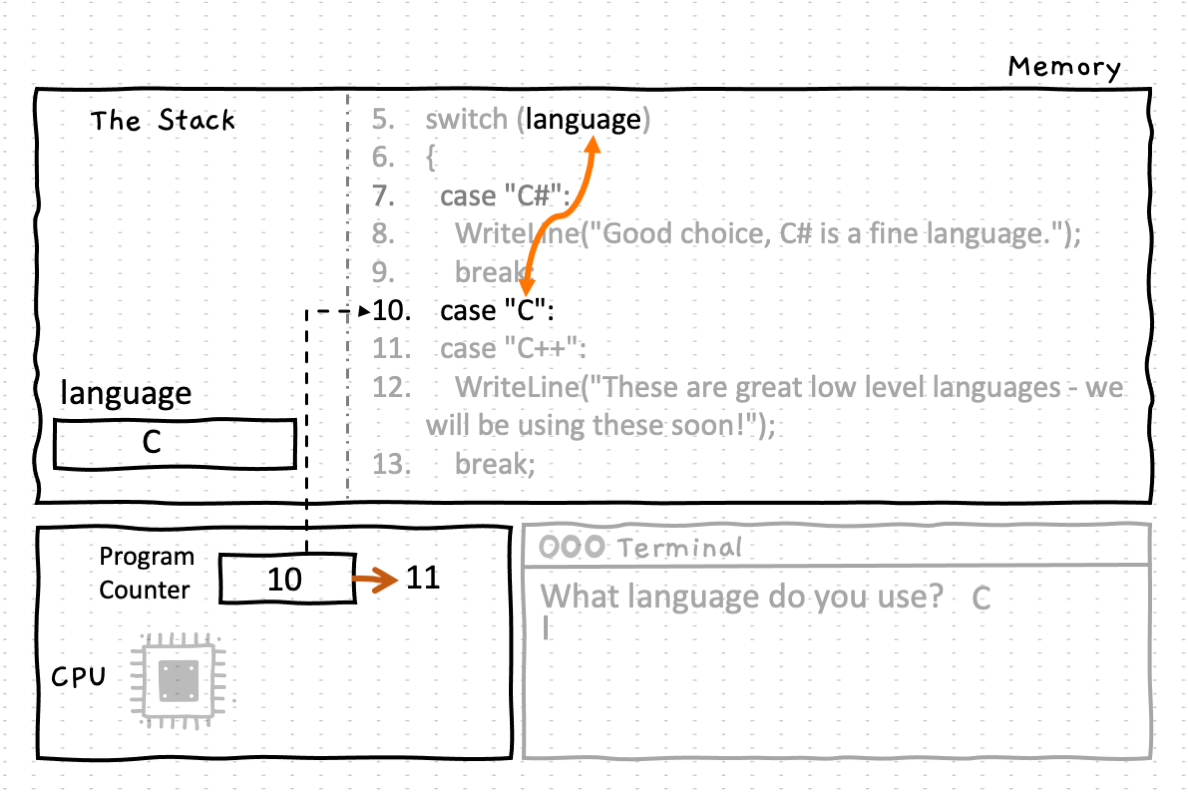 Memory
The Stack
5. switch (language)
6. {
7. case "C#":
8. WriteLine("Good choice, C# is a fine language.");
9. break;
10. case "C":
11. case "C++":
12. WriteLine("These are great low level languages - we
will be using these soon!");
13. break;
language
C
Program
Counter
10
11
CPU
Terminal
What language do you use? C
|